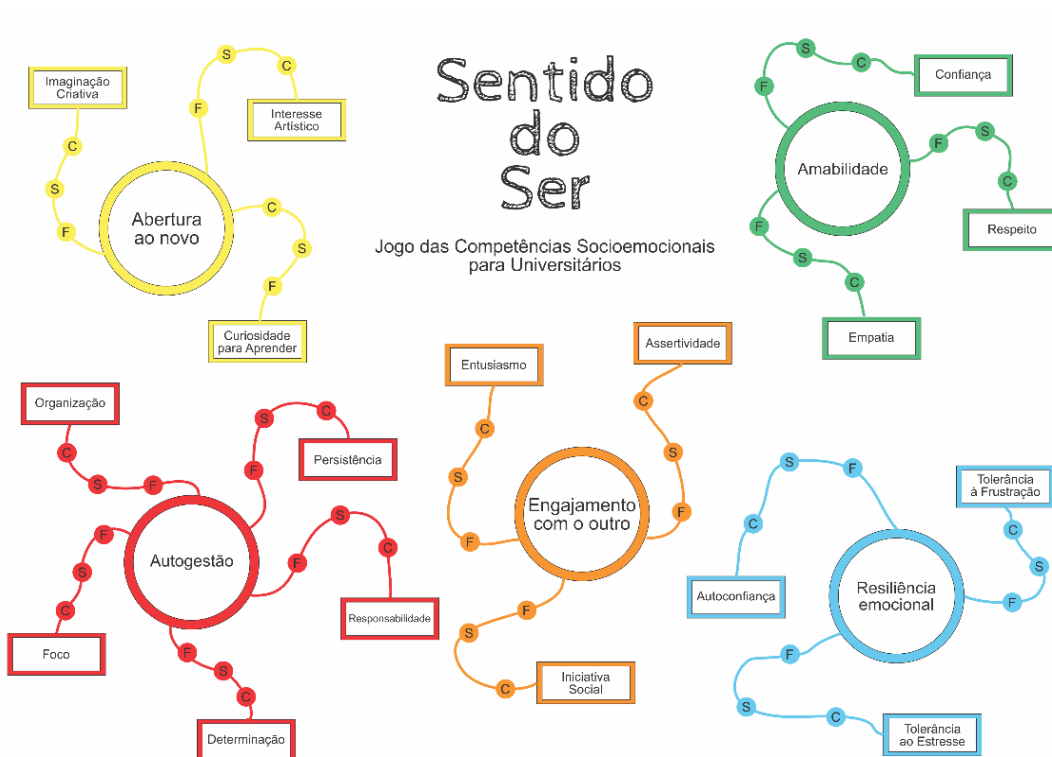 Sentido
do
Ser
Jogo das Competências Socioemocionais
para Universitários
Imaginação
Criativa
C
S
F
S
C
F
Interesse
Artístico
Abertura
ao novo
C
S
F
Curiosidade
para Aprender
S
C
F
Confiança
Amabilidade
F
S
C
Respeito
F
S
C
Empatia
Organização
C
S
F
S
C
F
Persistência
Autogestão
F
S
C
Foco
F
S
C
Responsabilidade
F
S
C
Determinação
Entusiasmo
C
S
F
Assertividade
C
S
F
Engajamento
com o outro
F
S
C
Iniciativa
Social
S
F
C
Autoconfiança
Tolerância
à Frustração
C
S
F
Resiliência
emocional
F
S
C
Tolerância
ao Estresse